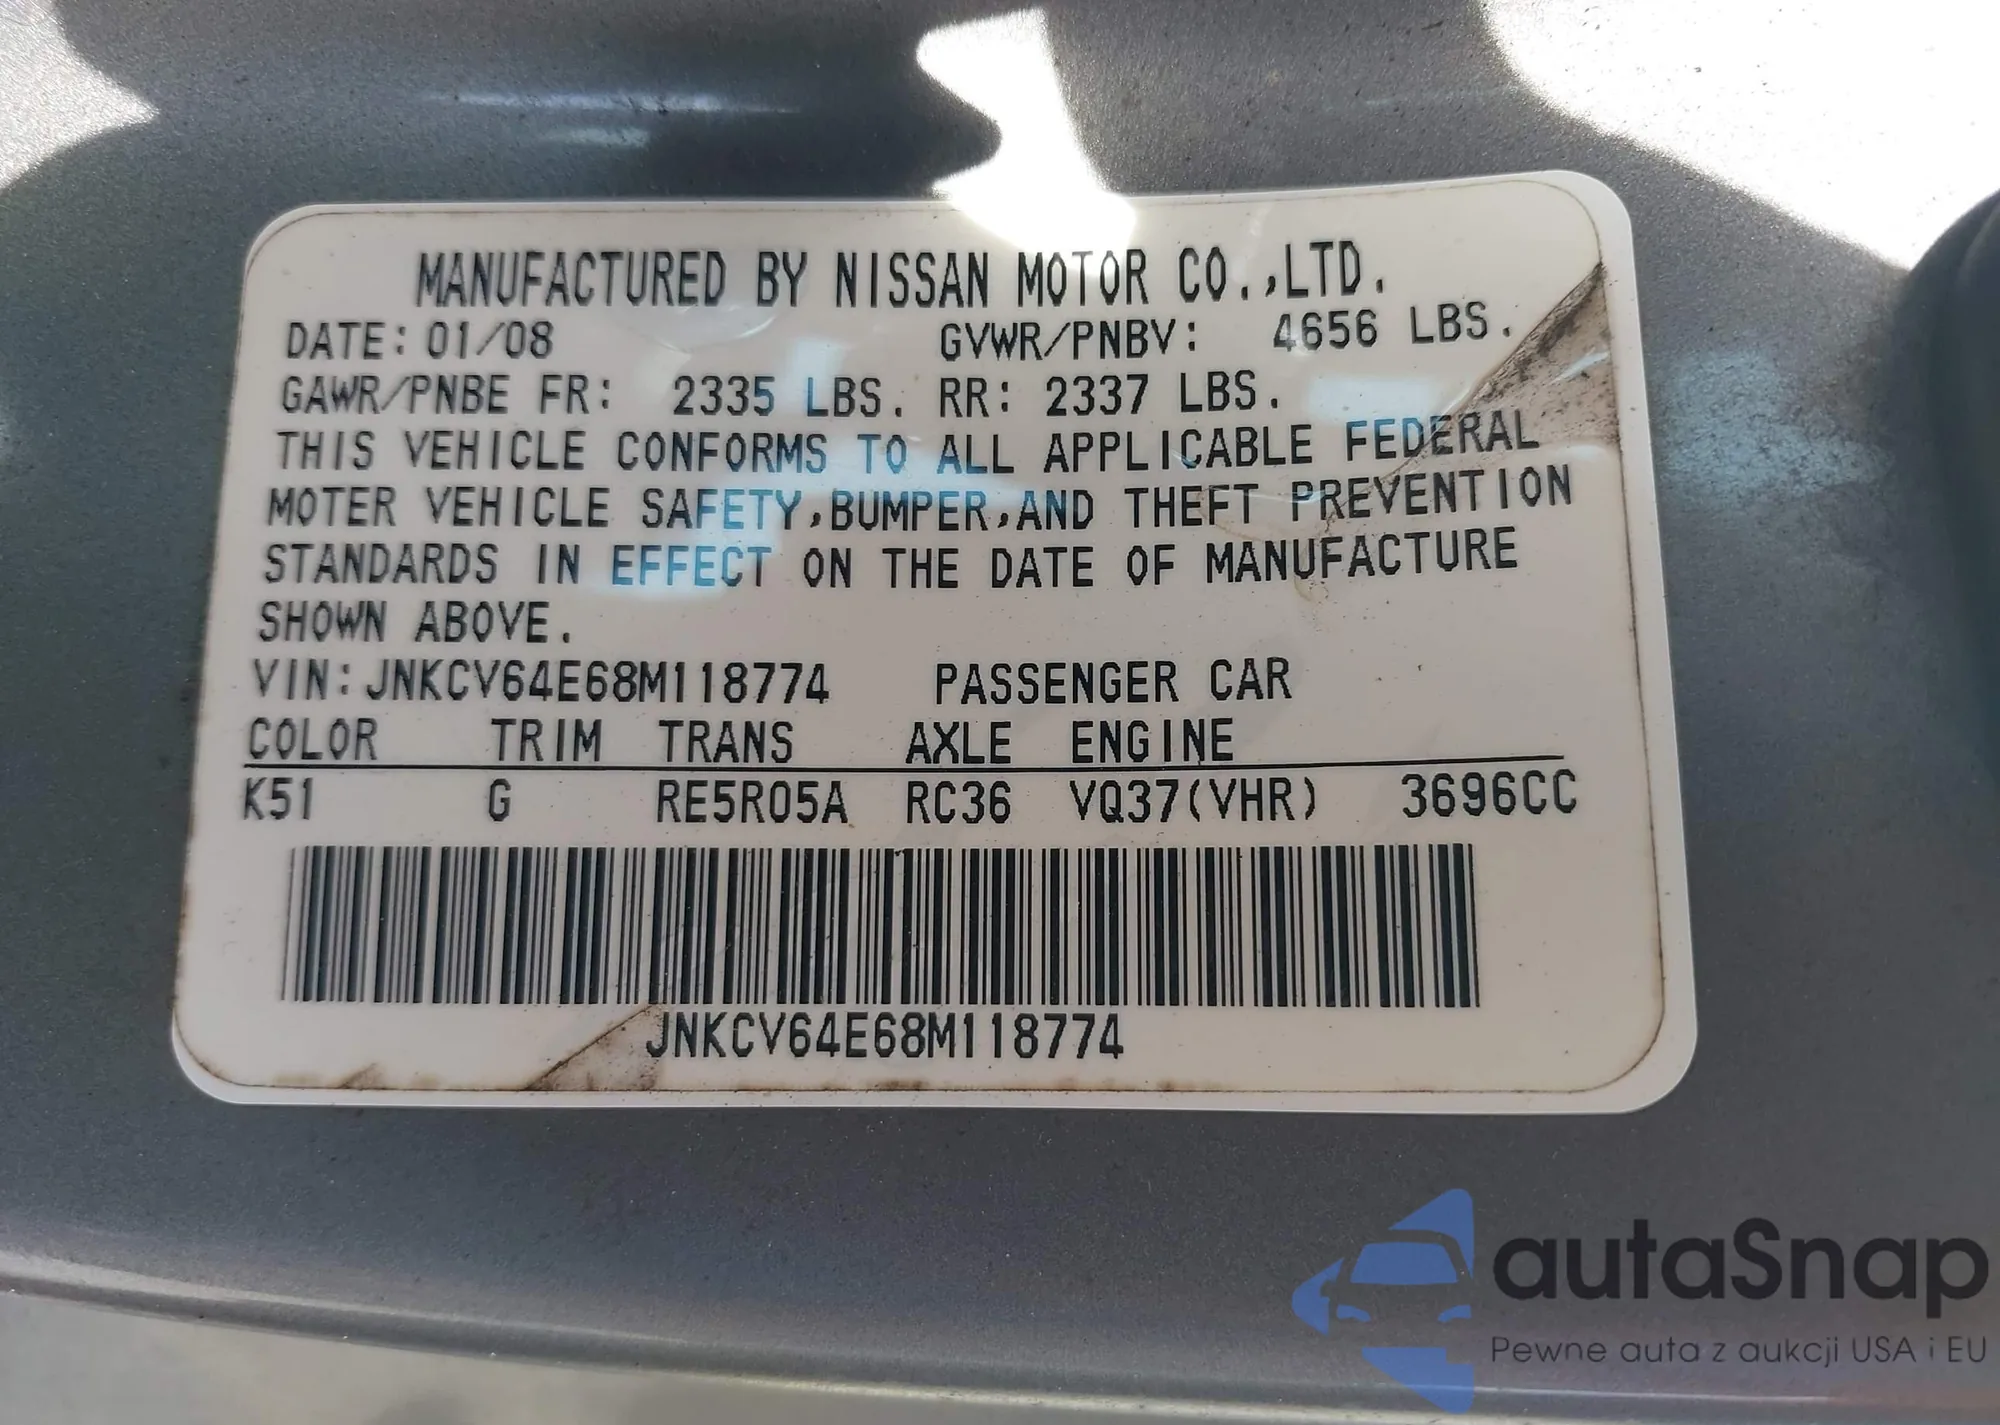 MANUFACTURED BY NISSAN MOTOR CO.,LTD.
DATE: 01/08 GVWR/PNBV: 4656 LBS.
GAWR/PNBE FR: 2335 LBS. RR: 2337 LBS.
THIS VEHICLE CONFORMS TO ALL APPLICABLE FEDERAL
MOTER VEHICLE SAFETY,BUMPER,AND THEFT PREVENTION
STANDARDS IN EFFECT ON THE DATE OF MANUFACTURE
SHOWN ABOVE.
VIN: JNKCV64E68M118774 PASSENGER CAR
COLOR TRIM TRANS AXLE ENGINE
K51 G RE5R05A RC36 VQ37(VHR) 3696CC
JNKCV64E68M118774
autaSnap
Pewne auta z aukcji USA i EU